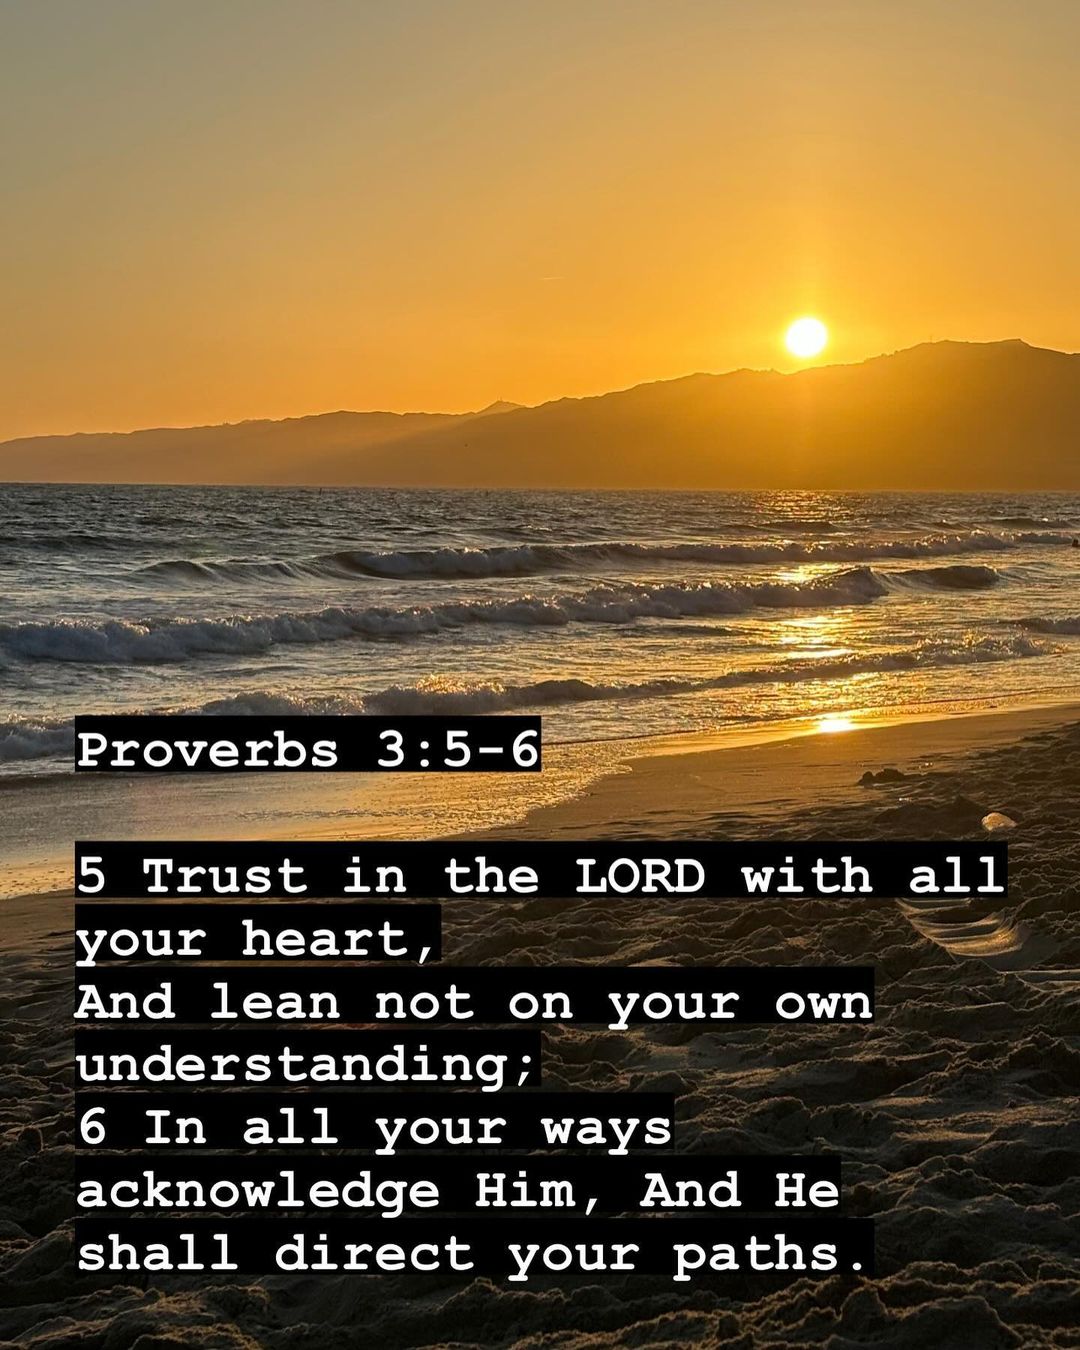 Proverbs 3:5-6
5 Trust in the LORD with all
your heart,
And lean not on your own
understanding;
6 In all your ways
acknowledge Him, And He
shall direct your paths.